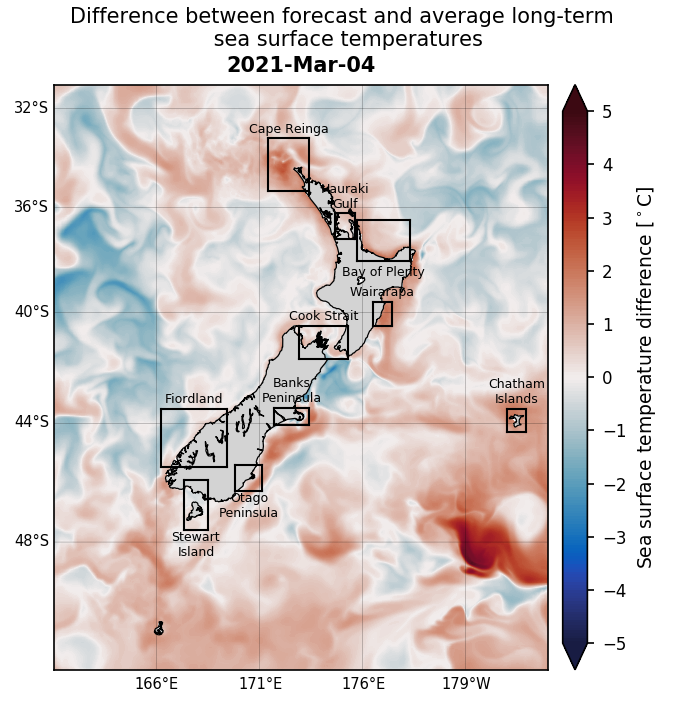 Difference between forecast and average long-term
sea surface temperatures
2021-Mar-04
32°S
36°S
40°S
44°S
48°S
166°E
171°E
176°E
179°W
Cape Reinga
Hauraki
Gulf
Bay of Plenty
Wairarapa
Cook Strait
Banks
Peninsula
Fiordland
Chatham
Islands
Otago
Peninsula
Stewart
Island
5
4
3
2
1
0
−1
−2
−3
−4
−5
Sea surface temperature difference [°C]